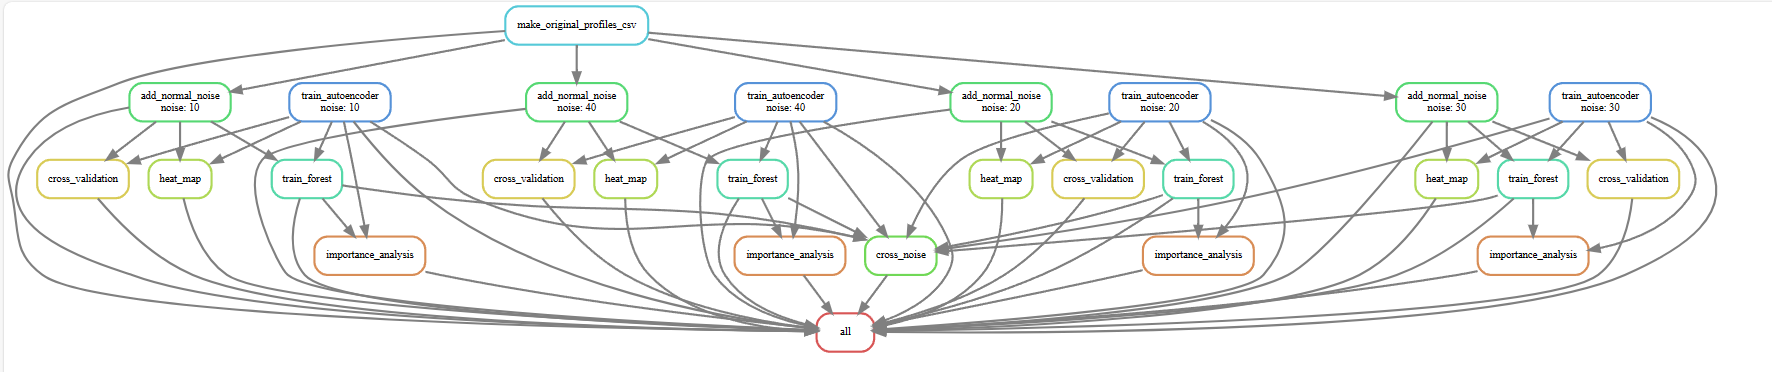 make_original_profiles_csv
add_normal_noise
noise: 10
train_autoencoder
noise: 10
add_normal_noise
noise: 40
train_autoencoder
noise: 40
add_normal_noise
noise: 20
train_autoencoder
noise: 20
add_normal_noise
noise: 30
train_autoencoder
noise: 30
cross_validation
heat_map
train_forest
cross_validation
heat_map
train_forest
heat_map
cross_validation
train_forest
heat_map
train_forest
cross_validation
importance_analysis
importance_analysis
cross_noise
importance_analysis
importance_analysis
all